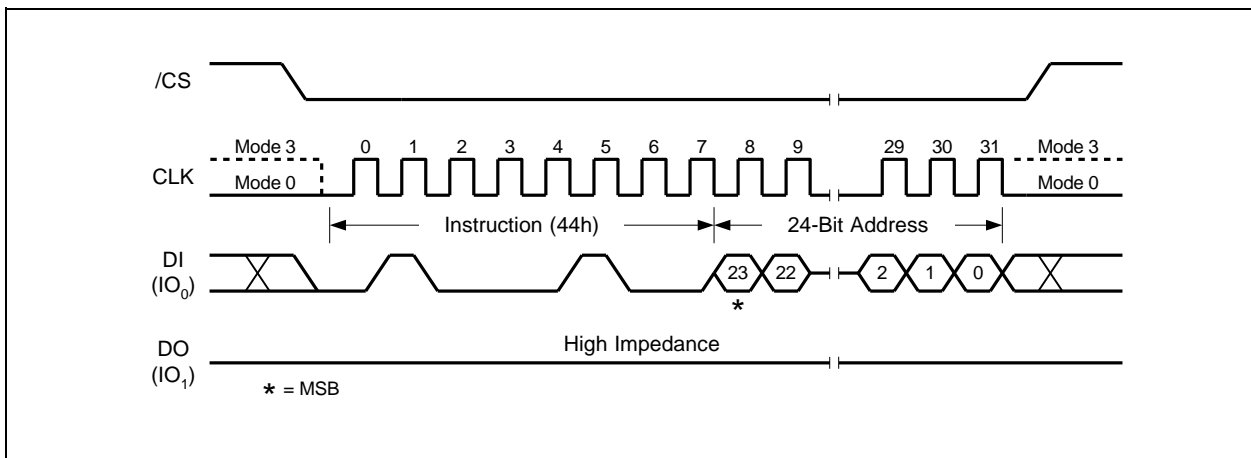 /CS
Mode 3
0 1 2 3 4 5 6 7 8 9 29 30 31
Mode 3
CLK
Mode 0
Mode 0
Instruction (44h)
24-Bit Address
DI
(IO0)
23 22 2 1 0
*
DO
(IO1)
High Impedance
* = MSB